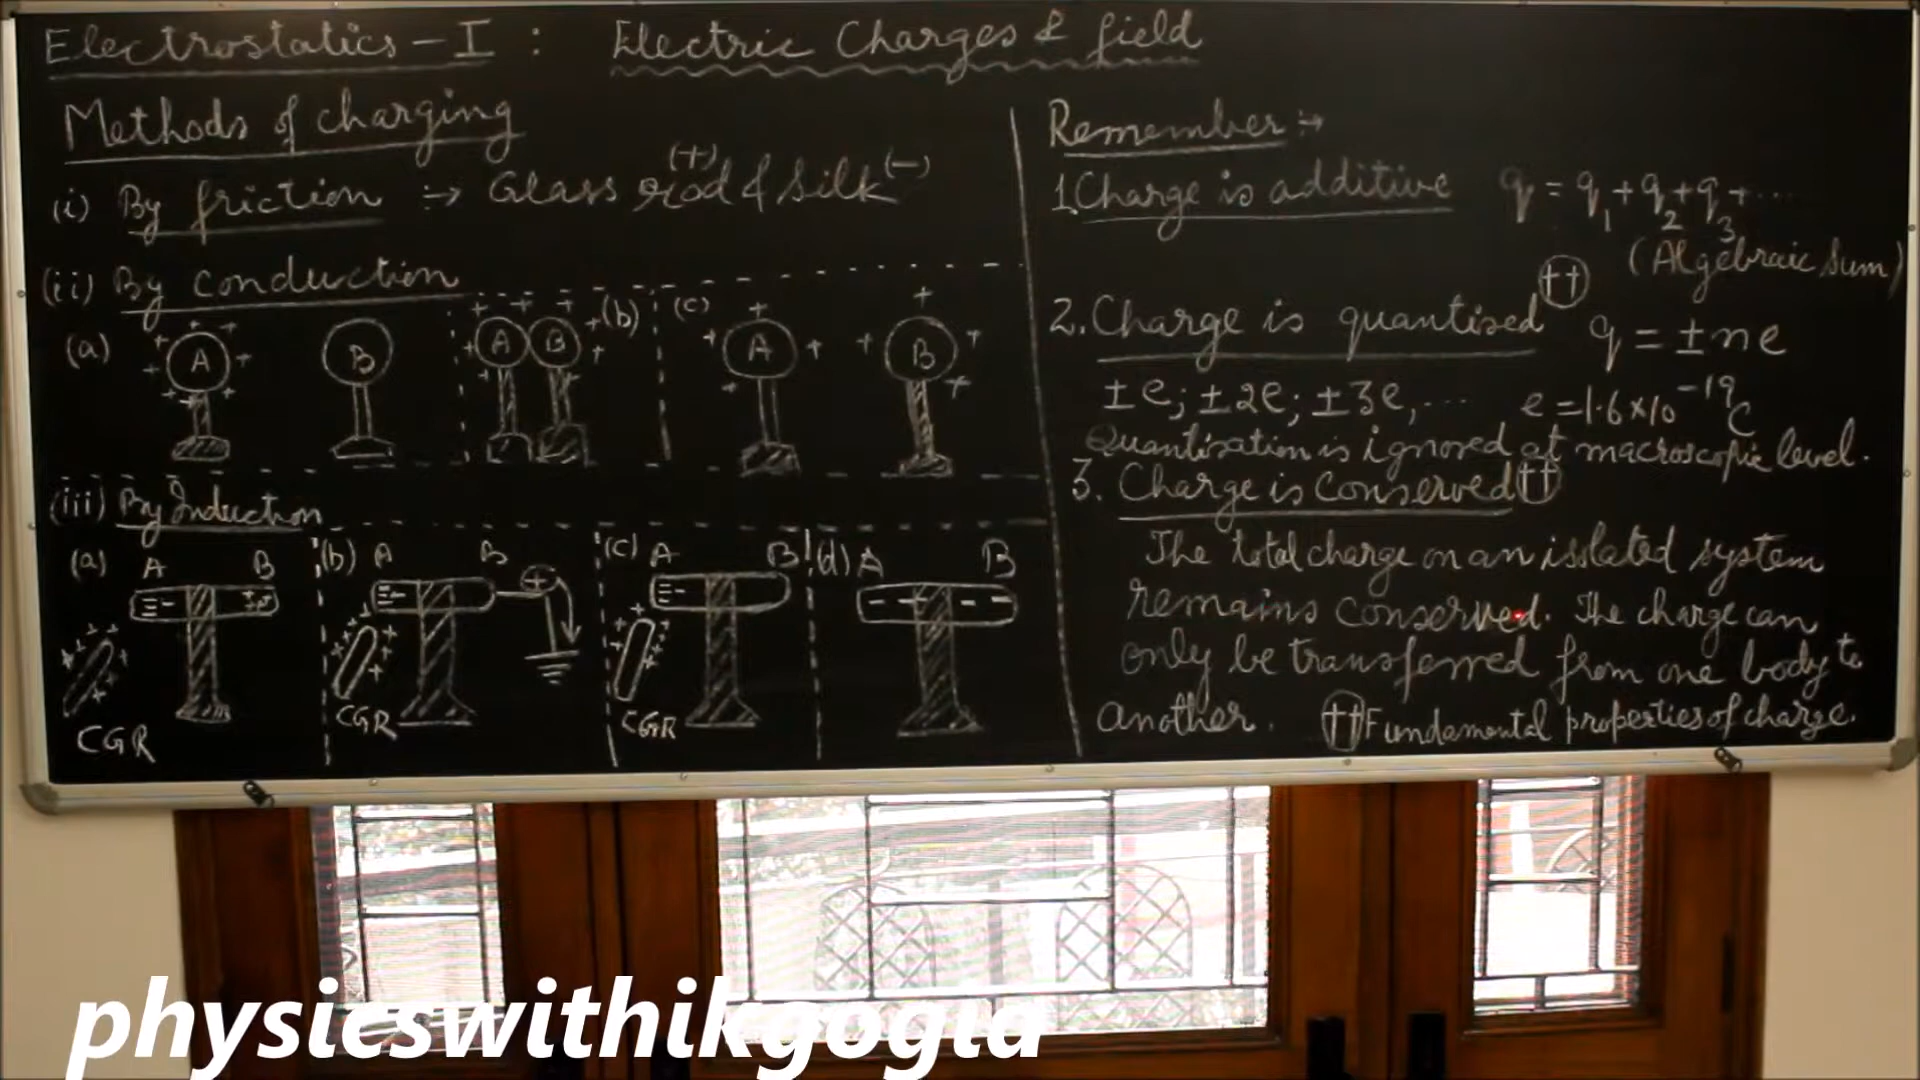 Electrostatics - I : Electric Charges & field
Methods of charging
(i) By friction :→ Glass rod & Silk
(+) (-)
(ii) By conduction
(a) A B
A B (b)
(c) A B
(iii) By Induction
(a) A B
CGR
(b) A B
+
CGR
(c) A B
CGR
(d) A B
Remember :→
1. Charge is additive q = q1 + q2 + q3 + .....
(Algebraic Sum)
2. Charge is quantised †† q = ±ne
±e; ±2e; ±3e, ... e = 1.6×10^-19 C
Quantisation is ignored at macroscopic level.
3. Charge is Conserved ††
The total charge on an isolated system
remains conserved. The charge can
only be transferred from one body to
another. †† Fundamental properties of charge.
physicswithikgogia